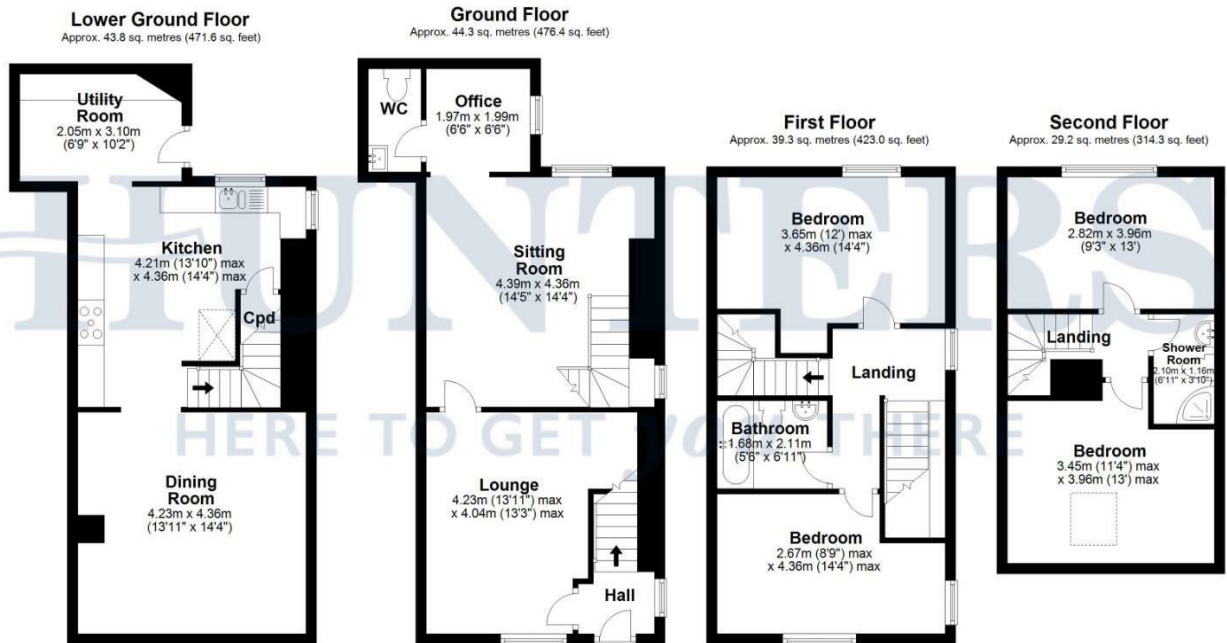 Lower Ground Floor
Approx. 43.8 sq. metres (471.6 sq. feet)
Utility
Room
2.05m x 3.10m
(6'9" x 10'2")
Kitchen
4.21m (13'10") max
x 4.36m (14'4") max
Cpd
Dining
Room
4.23m x 4.36m
(13'11" x 14'4")
Ground Floor
Approx. 44.3 sq. metres (476.4 sq. feet)
WC
Office
1.97m x 1.99m
(6'6" x 6'6")
Sitting
Room
4.39m x 4.36m
(14'5" x 14'4")
Lounge
4.23m (13'11") max
x 4.04m (13'3") max
Hall
First Floor
Approx. 39.3 sq. metres (423.0 sq. feet)
Bedroom
3.65m (12') max
x 4.36m (14'4")
Landing
Bathroom
1.68m x 2.11m
(5'6" x 6'11")
Bedroom
2.67m (8'9") max
x 4.36m (14'4") max
Second Floor
Approx. 29.2 sq. metres (314.3 sq. feet)
Bedroom
2.82m x 3.96m
(9'3" x 13')
Landing
Shower
Room
2.10m x 1.16m
(6'11" x 3'10")
Bedroom
3.45m (11'4") max
x 3.96m (13') max
HUNTERS
HERE TO GET you THERE